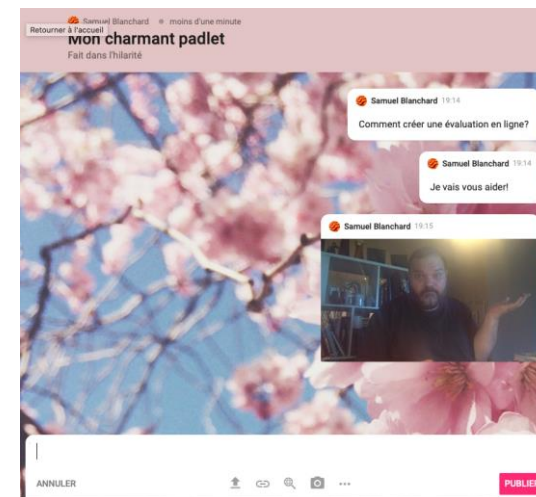 Samuel Blanchard moins d'une minute
Retourner à l'accueil
Mon charmant padlet
Fait dans l'hilarité
Samuel Blanchard 19:14
Comment créer une évaluation en ligne?
Samuel Blanchard 19:14
Je vais vous aider!
Samuel Blanchard 19:15
ANNULER
PUBLIER